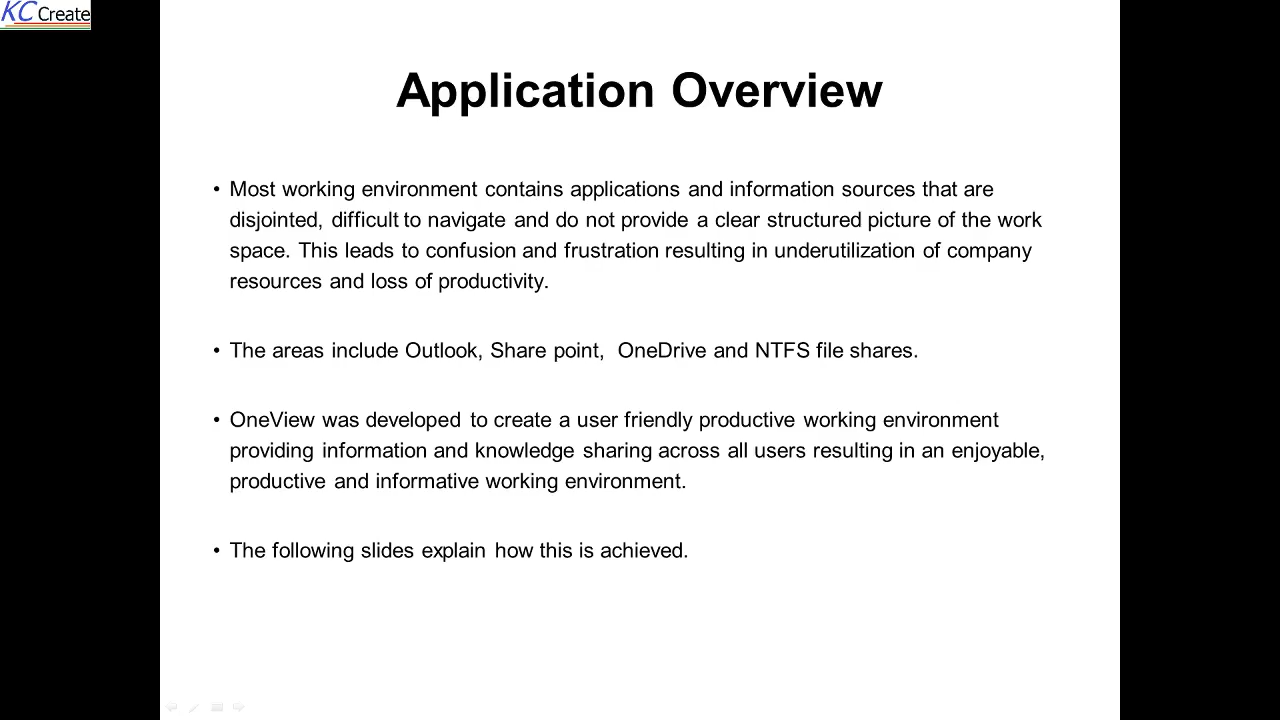 KC Create
Application Overview
• Most working environment contains applications and information sources that are
disjointed, difficult to navigate and do not provide a clear structured picture of the work
space. This leads to confusion and frustration resulting in underutilization of company
resources and loss of productivity.
• The areas include Outlook, Share point,  OneDrive and NTFS file shares.
• OneView was developed to create a user friendly productive working environment
providing information and knowledge sharing across all users resulting in an enjoyable,
productive and informative working environment.
• The following slides explain how this is achieved.